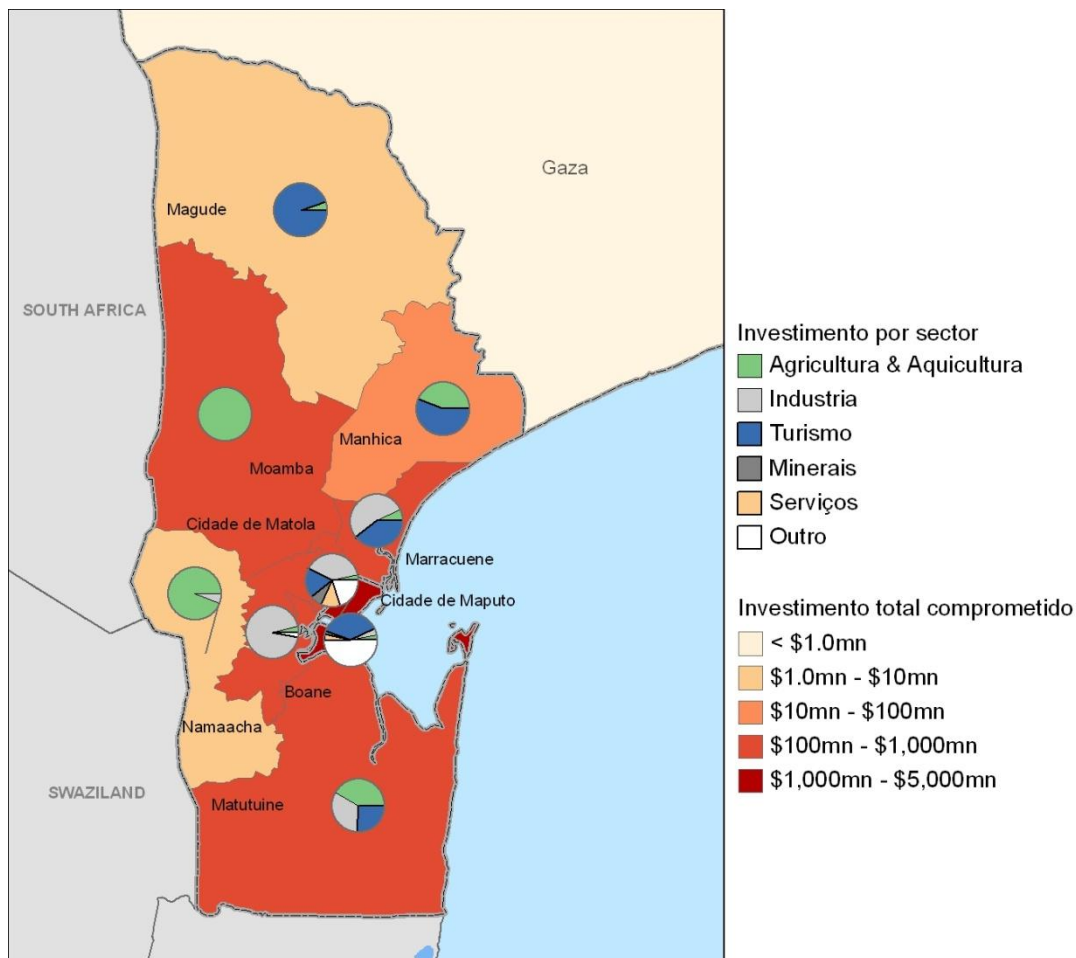 Gaza
Magude
SOUTH AFRICA
Manhica
Moamba
Cidade de Matola
Marracuene
Cidade de Maputo
Boane
Namaacha
SWAZILAND
Matutuine
Investimento por sector
Agricultura & Aquicultura
Industria
Turismo
Minerais
Serviços
Outro
Investimento total comprometido
< $1.0mn
$1.0mn - $10mn
$10mn - $100mn
$100mn - $1,000mn
$1,000mn - $5,000mn